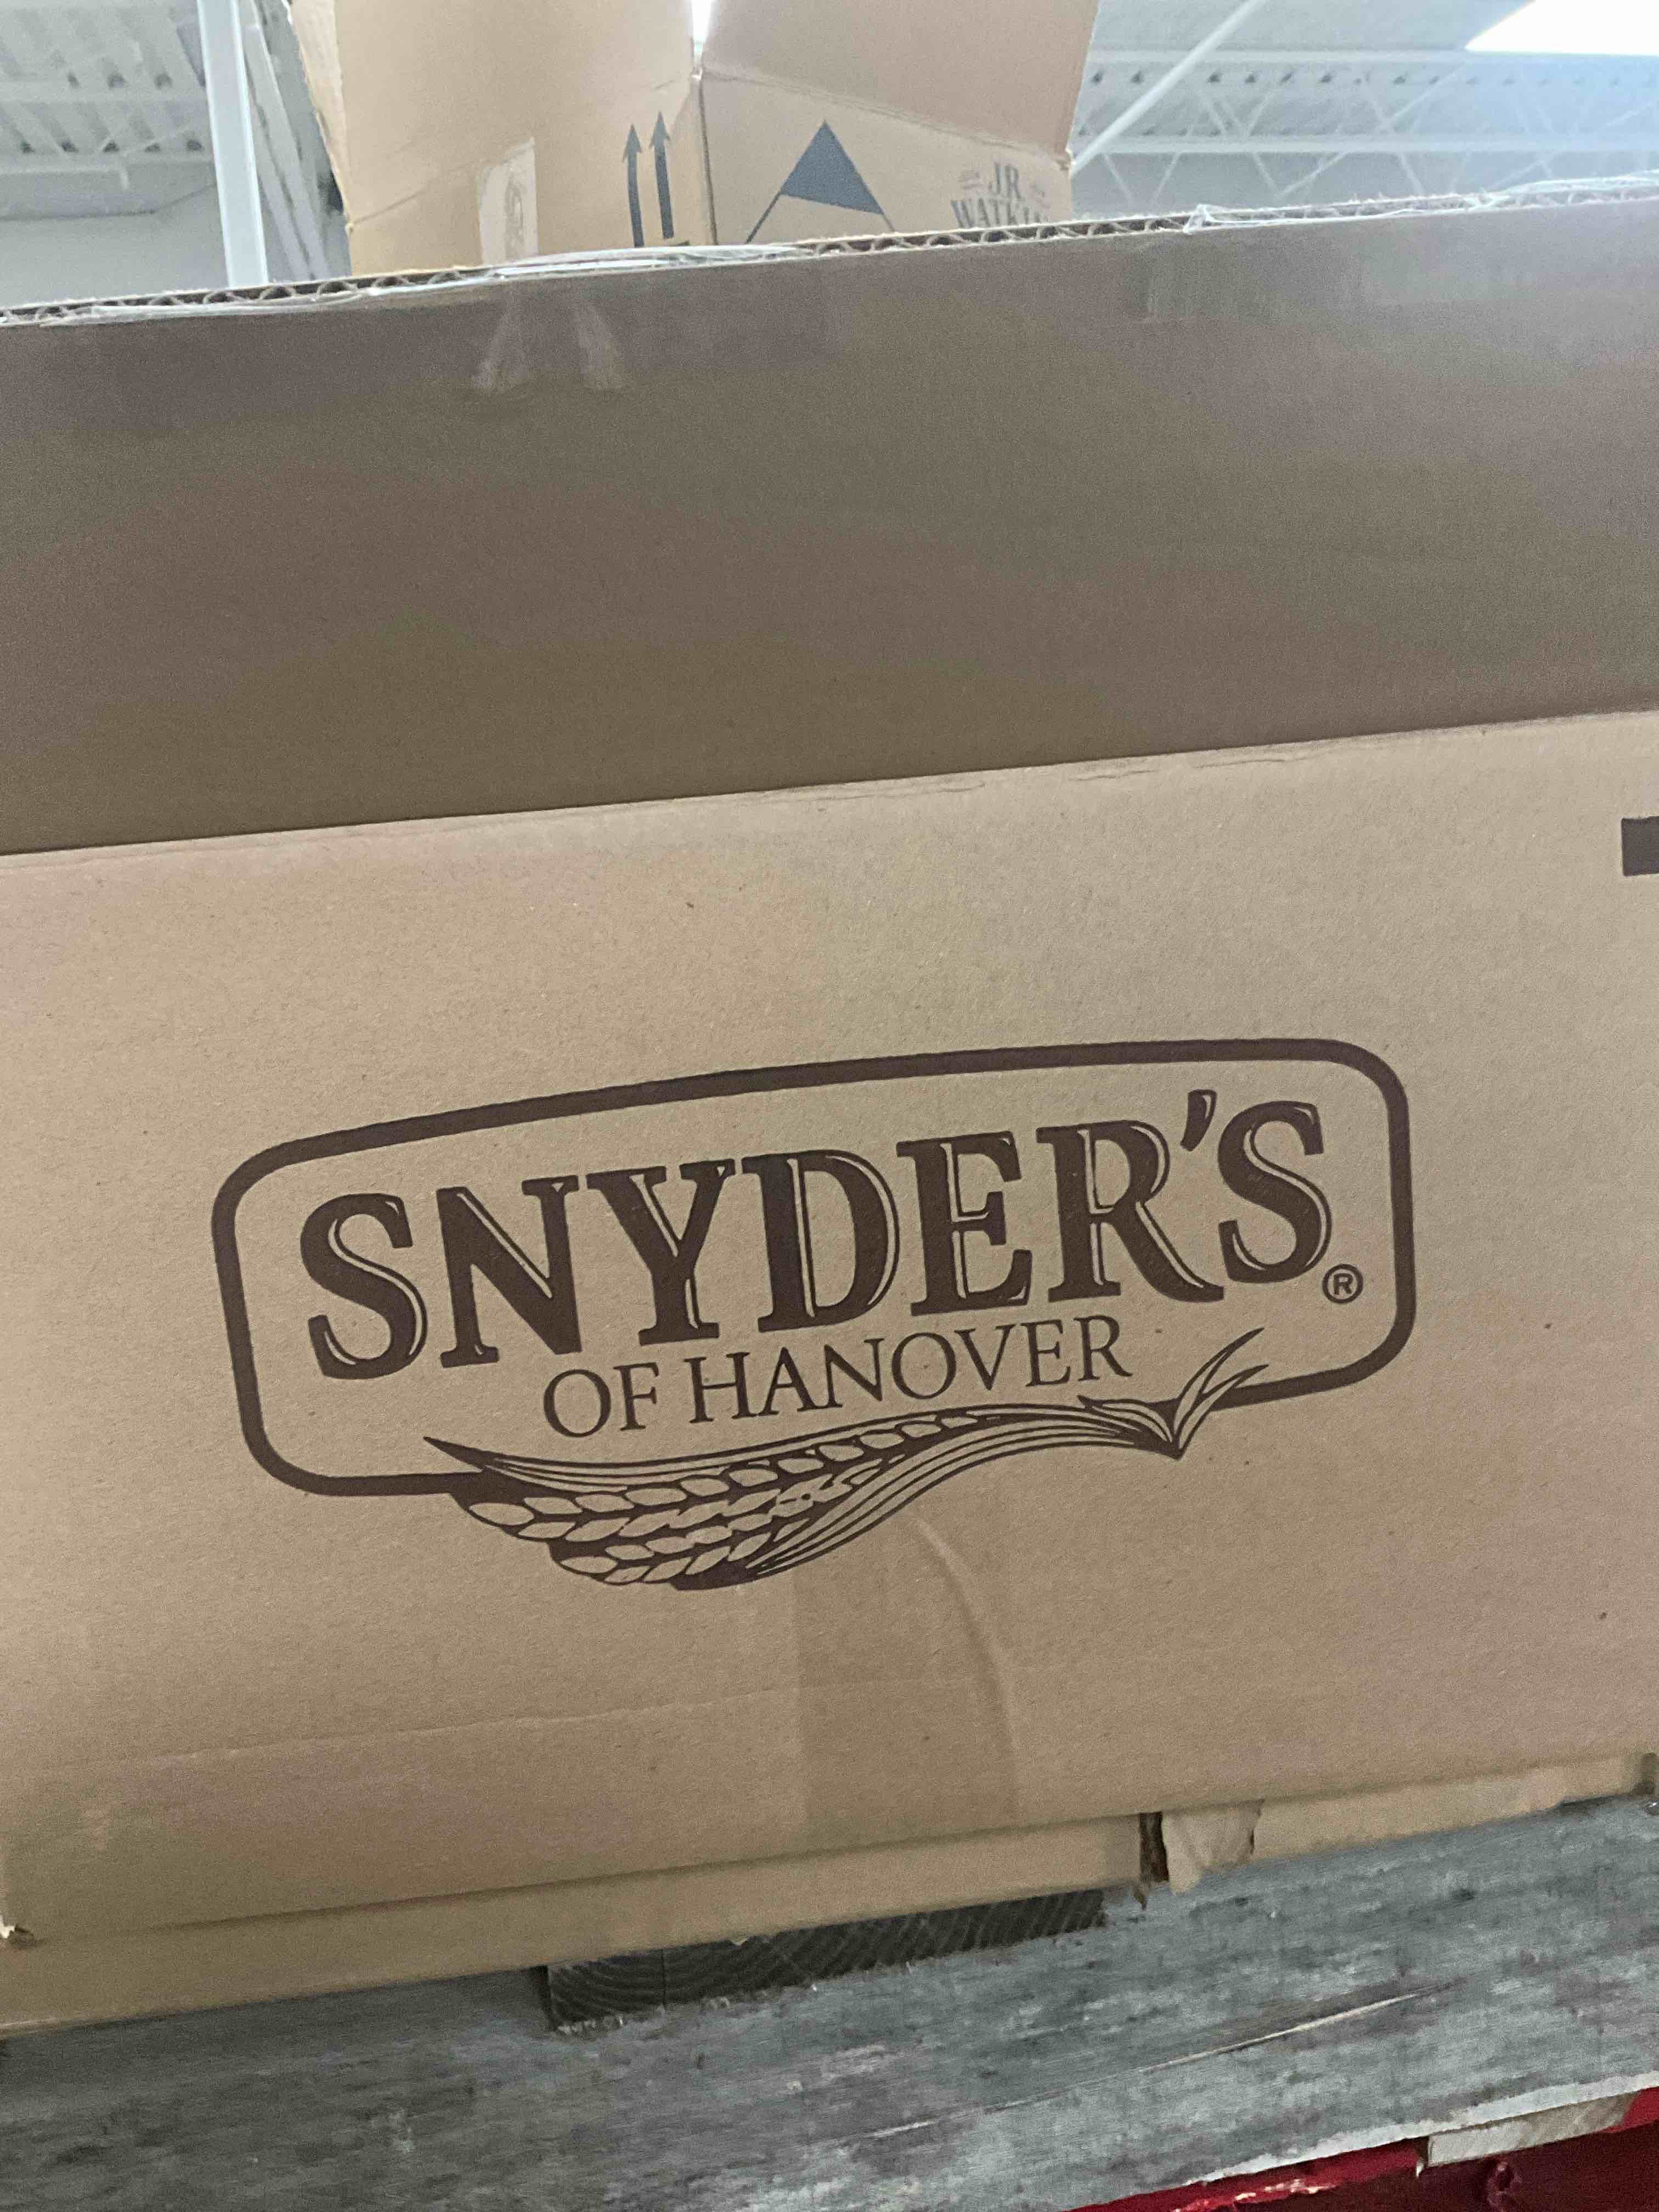 J.R.
SNYDER'S®
OF HANOVER